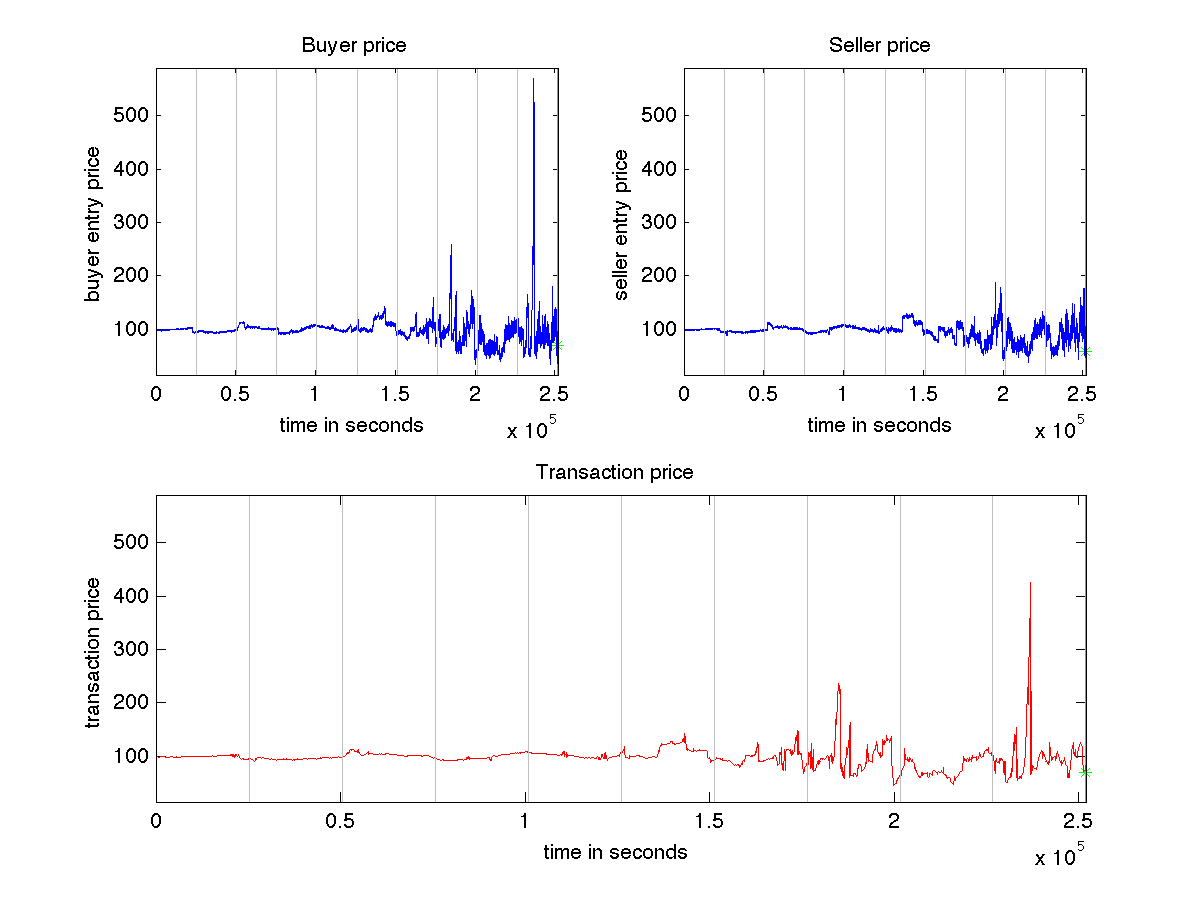 Buyer price
buyer entry price
500
400
300
200
100
0 0.5 1 1.5 2 2.5
time in seconds
x 10^5
Seller price
seller entry price
500
400
300
200
100
0 0.5 1 1.5 2 2.5
time in seconds
x 10^5
Transaction price
transaction price
500
400
300
200
100
0 0.5 1 1.5 2 2.5
time in seconds
x 10^5